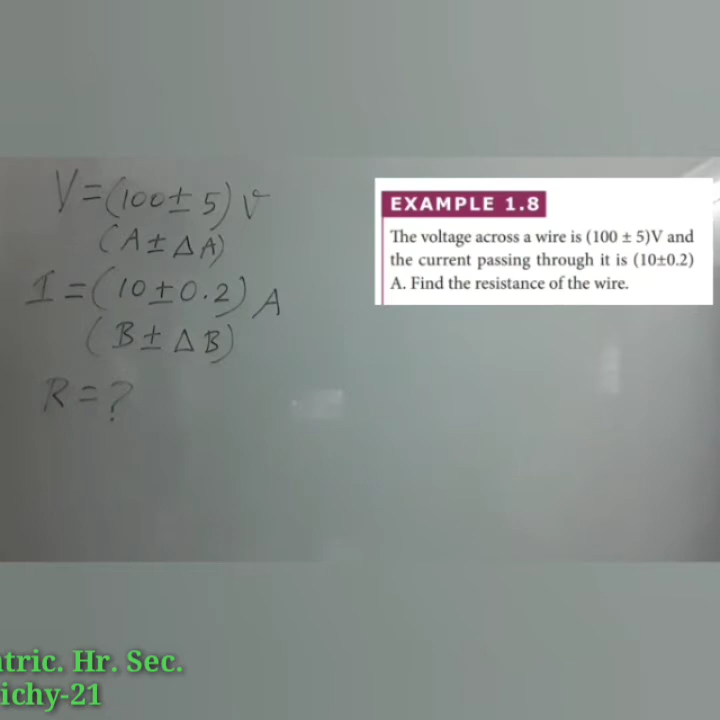 V=(100±5) V
(A±ΔA)
I=(10±0.2) A
(B±ΔB)
R=?
EXAMPLE 1.8
The voltage across a wire is (100 ± 5)V and
the current passing through it is (10±0.2)
A. Find the resistance of the wire.
tric. Hr. Sec.
ichy-21